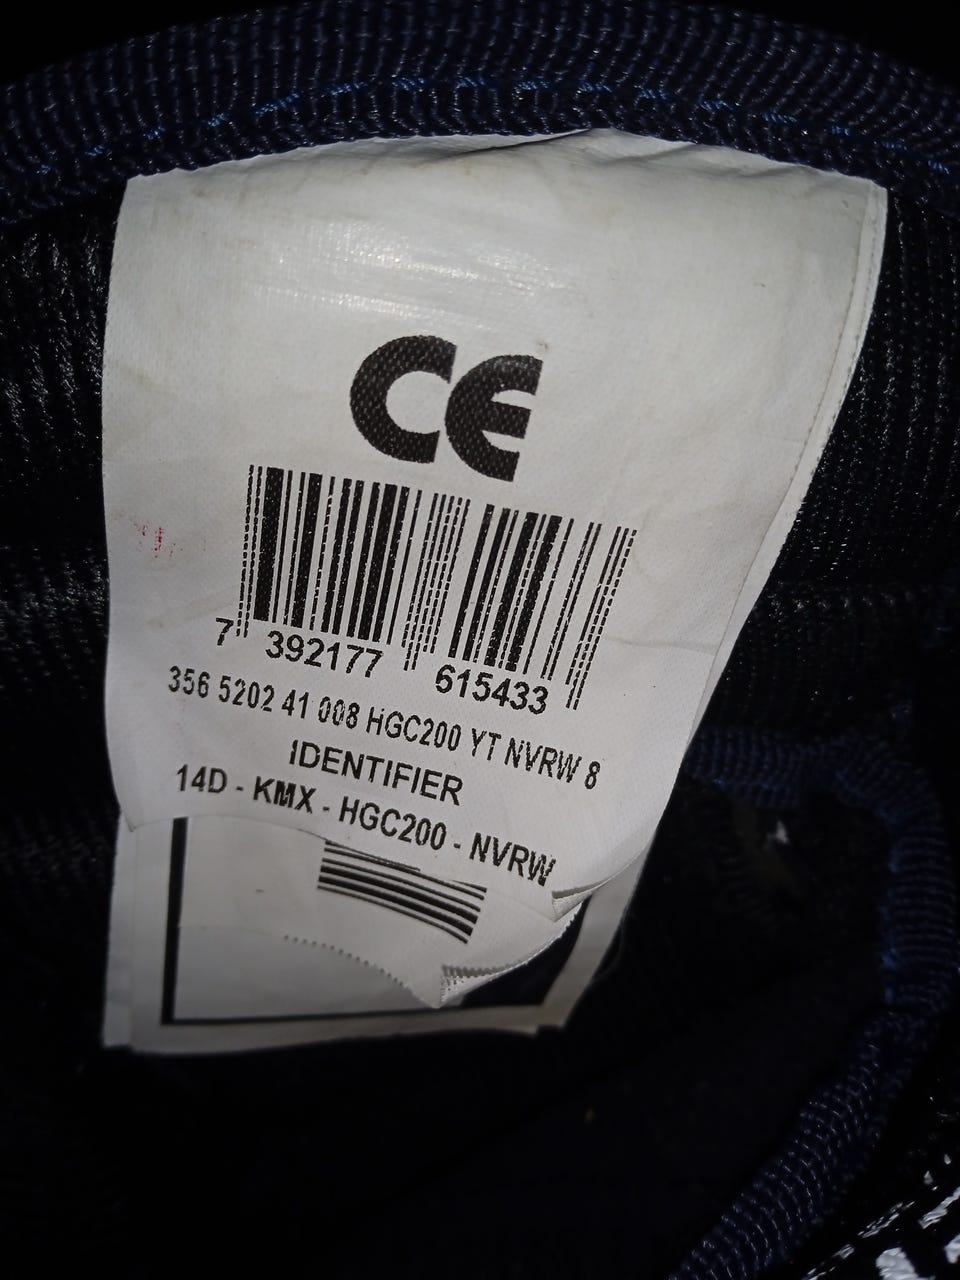 CE
7 392177 615433
356 5202 41 008 HGC200 YT NVRW 8
IDENTIFIER
14D - KMX - HGC200 - NVRW